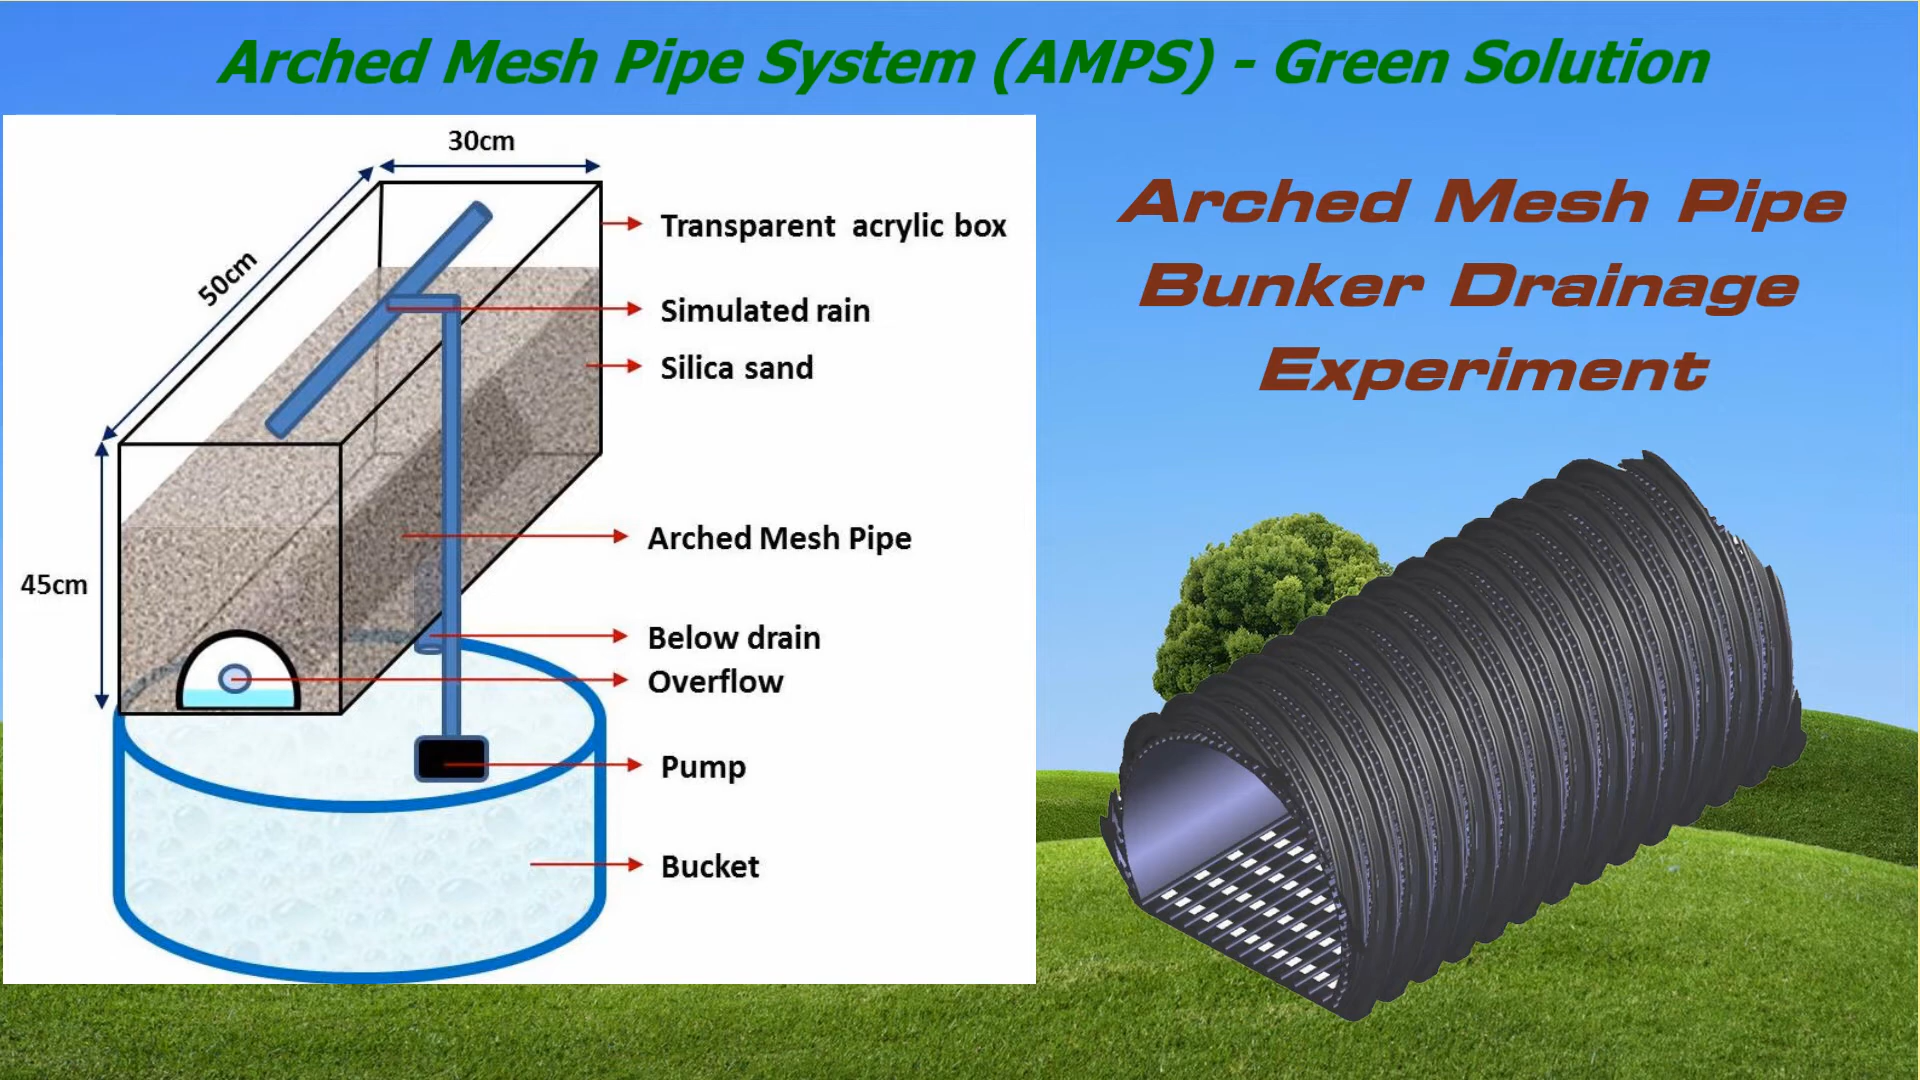 Arched Mesh Pipe System (AMPS) - Green Solution
30cm
50cm
45cm
Transparent acrylic box
Simulated rain
Silica sand
Arched Mesh Pipe
Below drain
Overflow
Pump
Bucket
Arched Mesh Pipe
Bunker Drainage
Experiment